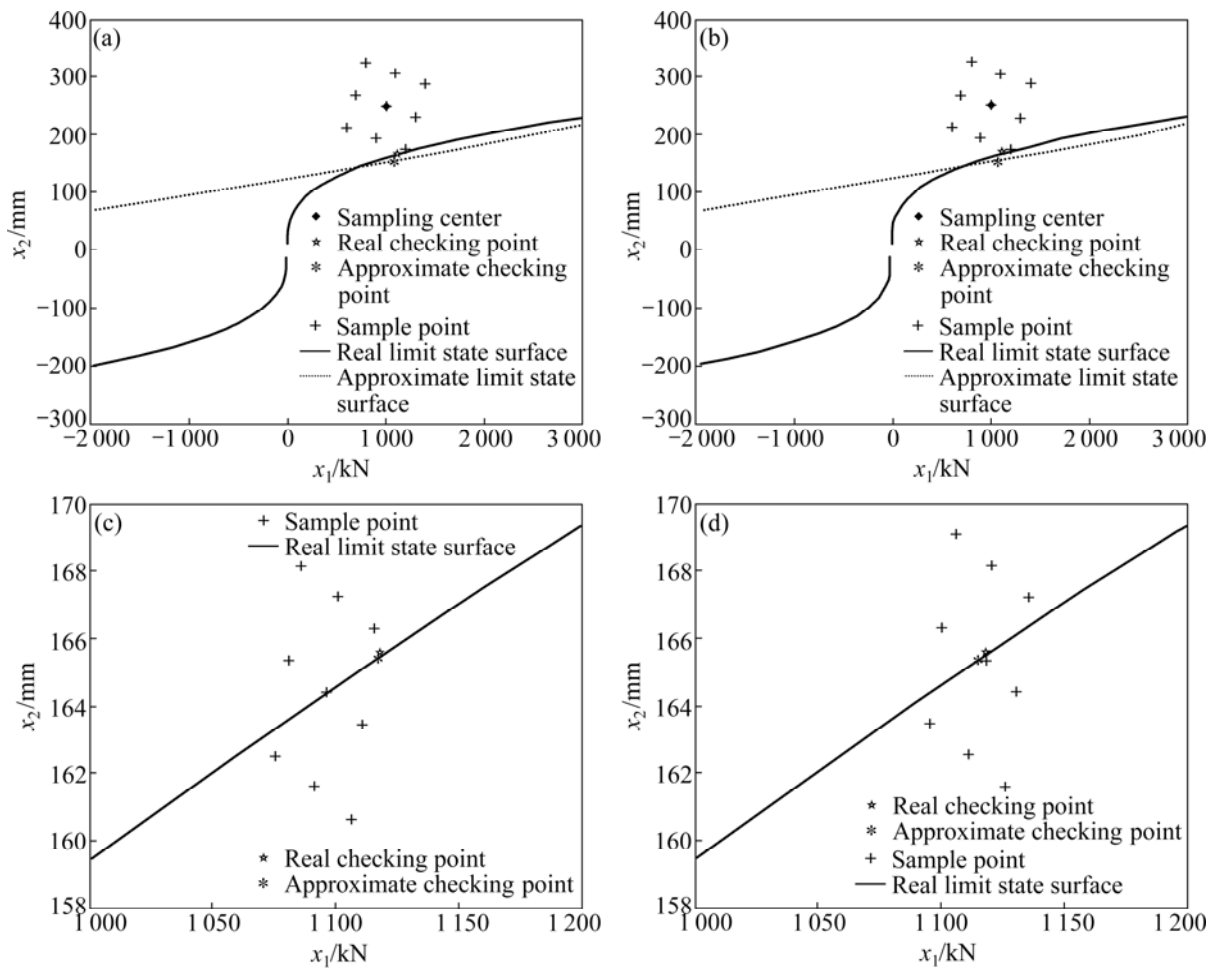 (a)
400
300
200
100
0
−100
−200
−300
x2/mm
Sampling center
Real checking point
Approximate checking
point
Sample point
Real limit state surface
Approximate limit state
surface
−2 000 −1 000 0 1 000 2 000 3 000
x1/kN
(b)
400
300
200
100
0
−100
−200
−300
x2/mm
Sampling center
Real checking point
Approximate checking
point
Sample point
Real limit state surface
Approximate limit state
surface
−2 000 −1 000 0 1 000 2 000 3 000
x1/kN
(c)
170
168
166
164
162
160
158
x2/mm
Sample point
Real limit state surface
Real checking point
Approximate checking point
1 000 1 050 1 100 1 150 1 200
x1/kN
(d)
170
168
166
164
162
160
158
x2/mm
Real checking point
Approximate checking point
Sample point
Real limit state surface
1 000 1 050 1 100 1 150 1 200
x1/kN